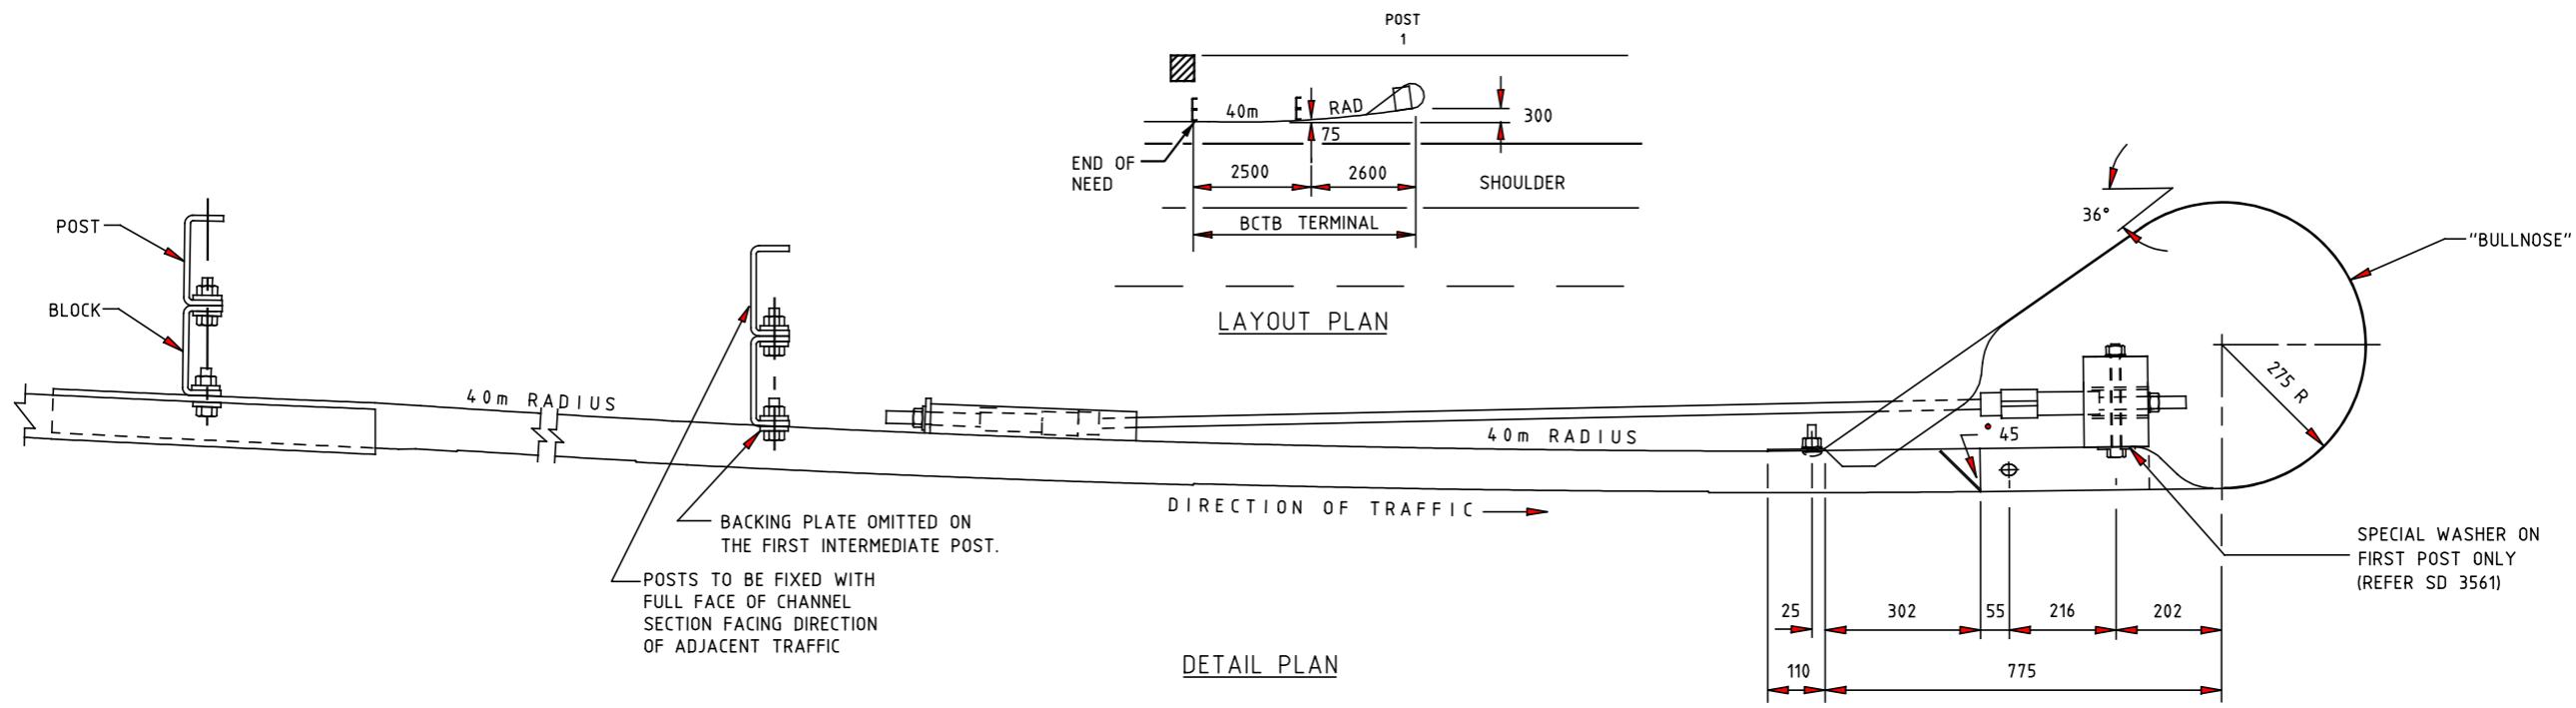 POST
1
40m
RAD
300
75
END OF
NEED
2500
2600
SHOULDER
BCTB TERMINAL
LAYOUT PLAN
POST
BLOCK
40m RADIUS
40m RADIUS
DIRECTION OF TRAFFIC
BACKING PLATE OMITTED ON
THE FIRST INTERMEDIATE POST.
POSTS TO BE FIXED WITH
FULL FACE OF CHANNEL
SECTION FACING DIRECTION
OF ADJACENT TRAFFIC
36°
"BULLNOSE"
275 R
° 45
SPECIAL WASHER ON
FIRST POST ONLY
(REFER SD 3561)
25
302
55
216
202
110
775
DETAIL PLAN